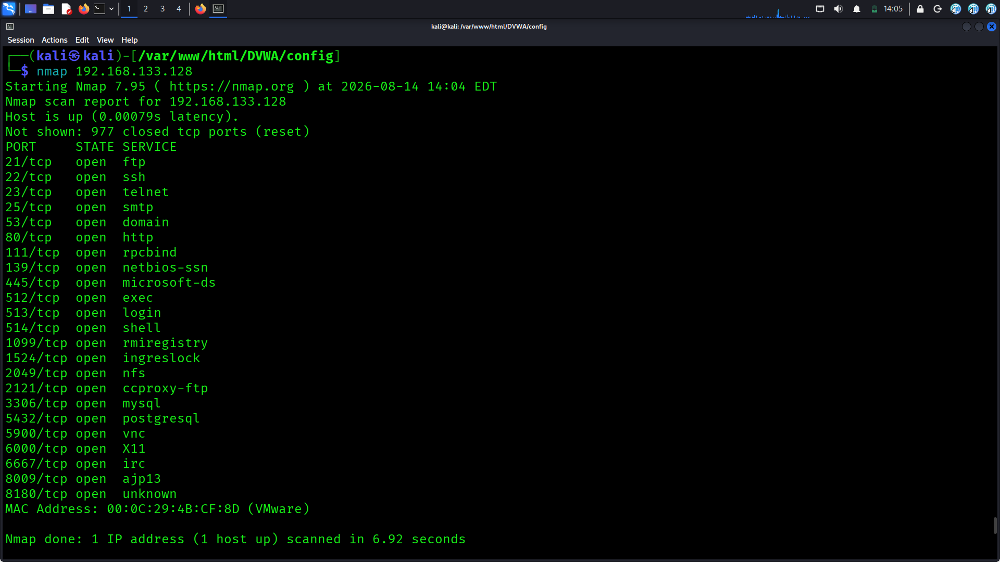 1 2 3 4 14:05
kali@kali: /var/www/html/DVWA/config
Session Actions Edit View Help
(kali㉿kali)-[/var/www/html/DVWA/config]
$ nmap 192.168.133.128
Starting Nmap 7.95 ( https://nmap.org ) at 2026-08-14 14:04 EDT
Nmap scan report for 192.168.133.128
Host is up (0.00079s latency).
Not shown: 977 closed tcp ports (reset)
PORT STATE SERVICE
21/tcp open ftp
22/tcp open ssh
23/tcp open telnet
25/tcp open smtp
53/tcp open domain
80/tcp open http
111/tcp open rpcbind
139/tcp open netbios-ssn
445/tcp open microsoft-ds
512/tcp open exec
513/tcp open login
514/tcp open shell
1099/tcp open rmiregistry
1524/tcp open ingreslock
2049/tcp open nfs
2121/tcp open ccproxy-ftp
3306/tcp open mysql
5432/tcp open postgresql
5900/tcp open vnc
6000/tcp open X11
6667/tcp open irc
8009/tcp open ajp13
8180/tcp open unknown
MAC Address: 00:0C:29:4B:CF:8D (VMware)
Nmap done: 1 IP address (1 host up) scanned in 6.92 seconds